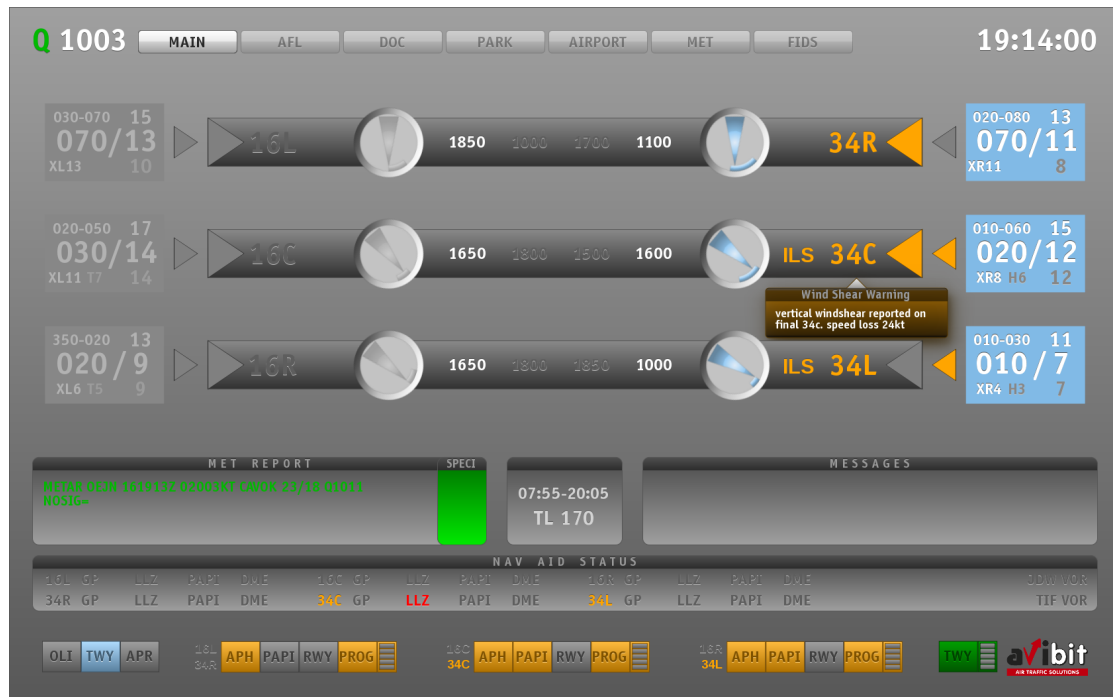 Q 1003 MAIN AFL DOC PARK AIRPORT MET FIDS 19:14:00
030-070 15
070/13
XL13 10
16L 1850 1000 1700 1100 34R
020-080 13
070/11
XR11 8
020-050 17
030/14
XL11 T7 14
16C 1650 1800 1500 1600 ILS 34C
010-060 15
020/12
XR8 H6 12
Wind Shear Warning
vertical windshear reported on
final 34c. speed loss 24kt
350-020 13
020/9
XL6 T5 9
16R 1650 1800 1850 1000 ILS 34L
010-030 11
010/7
XR4 H3 7
MET REPORT SPECI MESSAGES
CAVOK
NOSIG=
07:55-20:05
TL 170
NAV AID STATUS
16L GP LLZ PAPI DME 16C GP LLZ PAPI DME 16R GP LLZ PAPI DME VOR
34R GP LLZ PAPI DME 34C GP LLZ PAPI DME 34L GP LLZ PAPI DME TIF VOR
OLI TWY APR 16L APH PAPI RWY PROG 16C APH PAPI RWY PROG 16R APH PAPI RWY PROG TWY avibit
34R 34C 34L AIR TRAFFIC SOLUTIONS